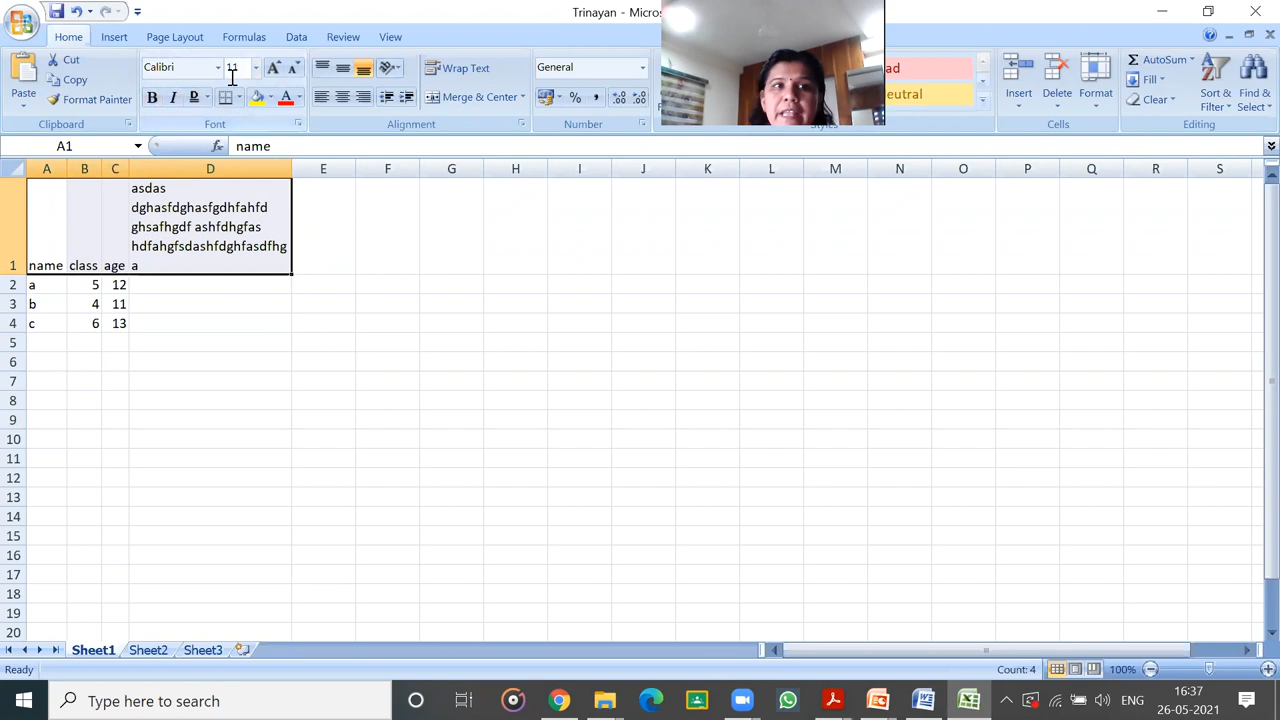 Trinayan - Micros
Home Insert Page Layout Formulas Data Review View
Paste
Cut
Copy
Format Painter
Clipboard
Calibri 11
B I D
Font
Wrap Text
Merge & Center
Alignment
General
% ,
Number
ad
eutral
Styles
Insert Delete Format
Cells
AutoSum
Fill
Clear
Sort & Filter
Find & Select
Editing
A1 fx name
A B C D E F G H I J K L M N O P Q R S
asdas
dghasfdghasfgdhfahfd
ghsafhgdf ashfdhgfas
hdfahgfsdashfdghfasdfhg
1 name class age a
2 a 5 12
3 b 4 11
4 c 6 13
5
6
7
8
9
10
11
12
13
14
15
16
17
18
19
20
Sheet1 Sheet2 Sheet3
Ready Count: 4 100%
Type here to search
ENG
16:37
26-05-2021